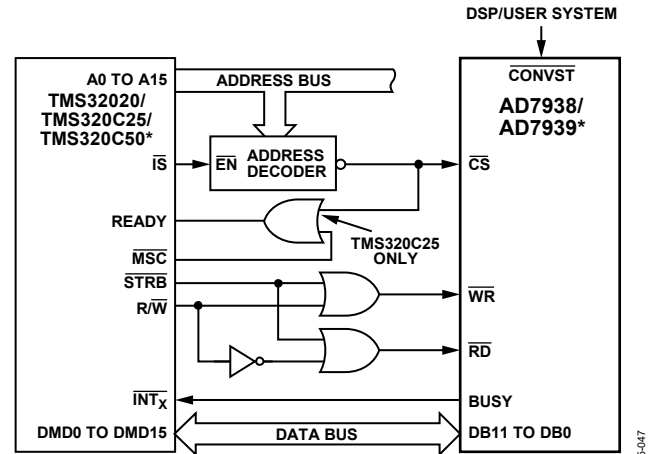 DSP/USER SYSTEM
A0 TO A15
ADDRESS BUS
CONVST
TMS32020/
TMS320C25/
TMS320C50*
AD7938/
AD7939*
IS
EN
ADDRESS
DECODER
CS
READY
TMS320C25
ONLY
MSC
STRB
R/W
WR
RD
INTX
BUSY
DMD0 TO DMD15
DATA BUS
DB11 TO DB0
-047